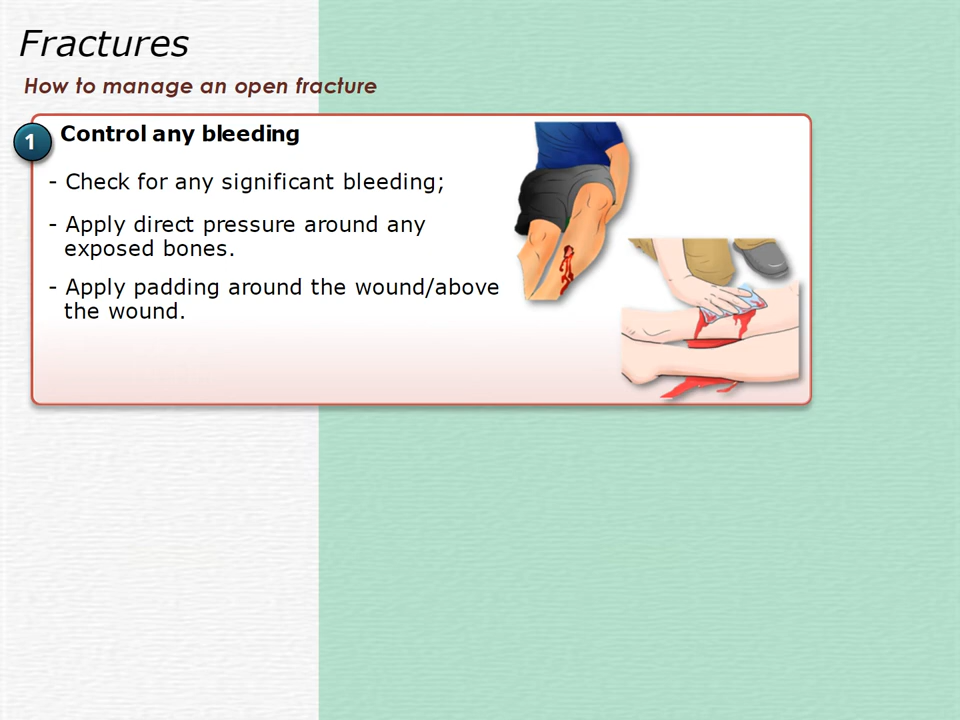 Fractures
How to manage an open fracture
1
Control any bleeding
- Check for any significant bleeding;
- Apply direct pressure around any
exposed bones.
- Apply padding around the wound/above
the wound.